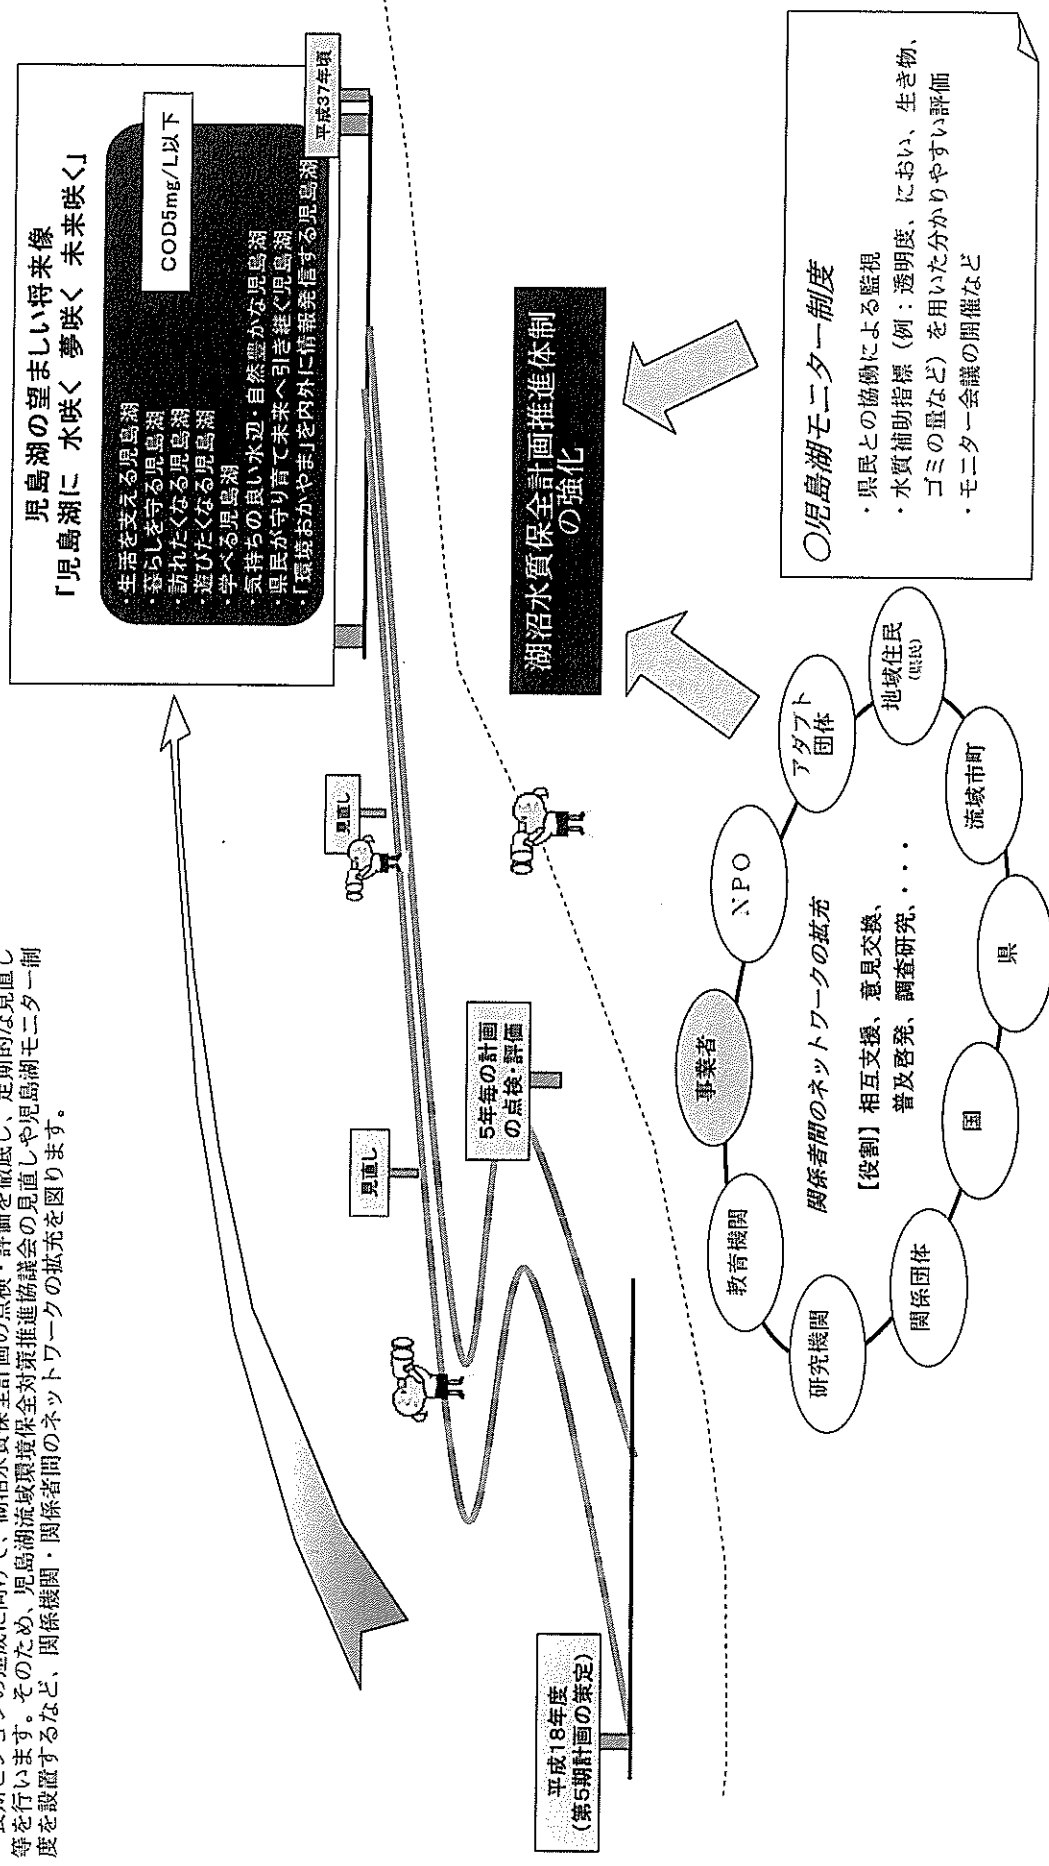 長期ビジョンの達成に向けて、湖沼水質保全計画の点検・評価を徹底し、定期的な見直し
等を行います。そのため、児島湖流域環境保全対策推進協議会の見直しや児島湖モニター制
度を設置するなど、関係機関・関係者間のネットワークの拡充を図ります。
児島湖の望ましい将来像
「児島湖に 水咲く 夢咲く 未来咲く」
COD5mg/L以下
・生活を支える児島湖
・暮らしを守る児島湖
・訪れたくなる児島湖
・遊びたくなる児島湖
・学べる児島湖
気持ちの良い水辺・自然豊かな児島湖
・県民が守り育て未来へ引き継ぐ児島湖
・「環境おかやま」を内外に情報発信する児島湖
平成37年頃
見直し
見直し
5年毎の計画
の点検・評価
平成18年度
(第5期計画の策定)
湖沼水質保全計画推進体制
の強化
事業者
NPO
アダプト
団体
地域住民
(県民)
流域市町
県
国
関係団体
研究機関
教育機関
関係者間のネットワークの拡充
【役割】相互支援、意見交換、
普及啓発、調査研究、・・・
○児島湖モニター制度
・県民との協働による監視
・水質補助指標（例：透明度、におい、生き物、
ゴミの量など）を用いた分かりやすい評価
・モニター会議の開催など